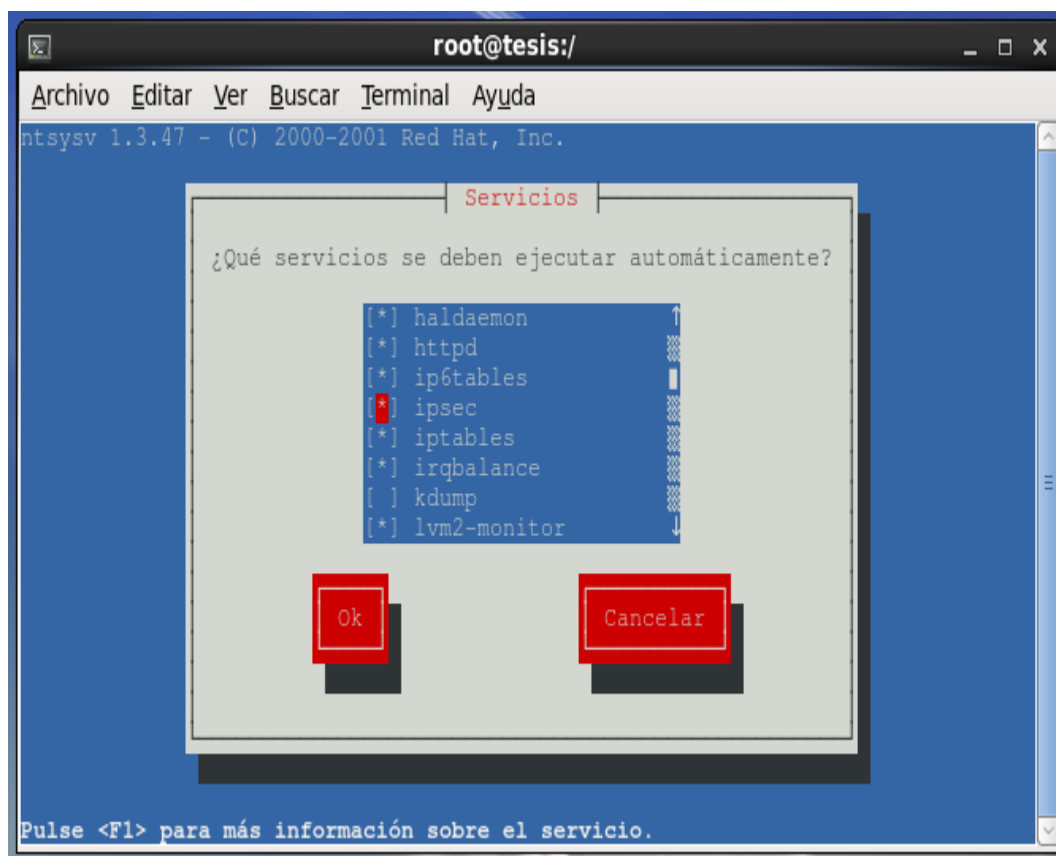 root@tesis:/
Archivo Editar Ver Buscar Terminal Ayuda
ntsysv 1.3.47 - (C) 2000-2001 Red Hat, Inc.
Servicios
¿Qué servicios se deben ejecutar automáticamente?
[*] haldaemon
[*] httpd
[*] ip6tables
[*] ipsec
[*] iptables
[*] irqbalance
[ ] kdump
[*] lvm2-monitor
Ok Cancelar
Pulse <F1> para más información sobre el servicio.